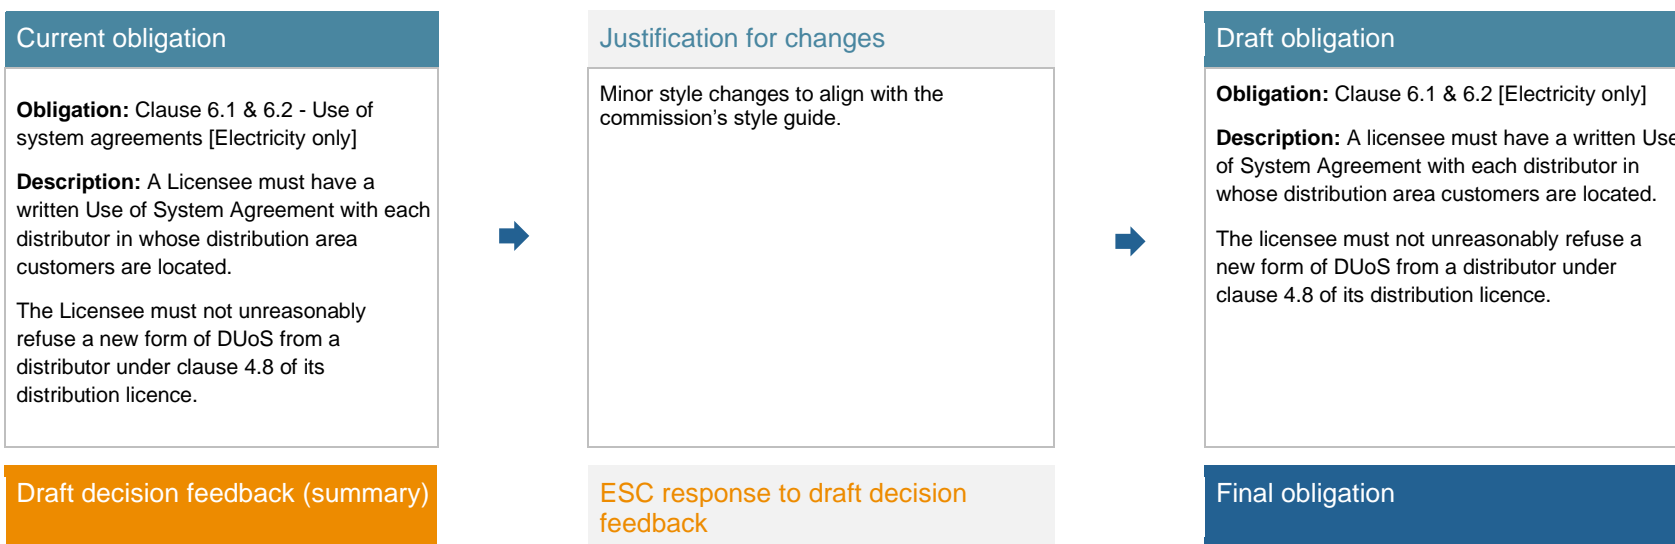 Current obligation
Obligation: Clause 6.1 & 6.2 - Use of
system agreements [Electricity only]
Description: A Licensee must have a
written Use of System Agreement with each
distributor in whose distribution area
customers are located.
The Licensee must not unreasonably
refuse a new form of DUoS from a
distributor under clause 4.8 of its
distribution licence.
Justification for changes
Minor style changes to align with the
commission's style guide.
Draft obligation
Obligation: Clause 6.1 & 6.2 [Electricity only]
Description: A licensee must have a written Use
of System Agreement with each distributor in
whose distribution area customers are located.
The licensee must not unreasonably refuse a
new form of DUoS from a distributor under
clause 4.8 of its distribution licence.
Draft decision feedback (summary)
ESC response to draft decision
feedback
Final obligation